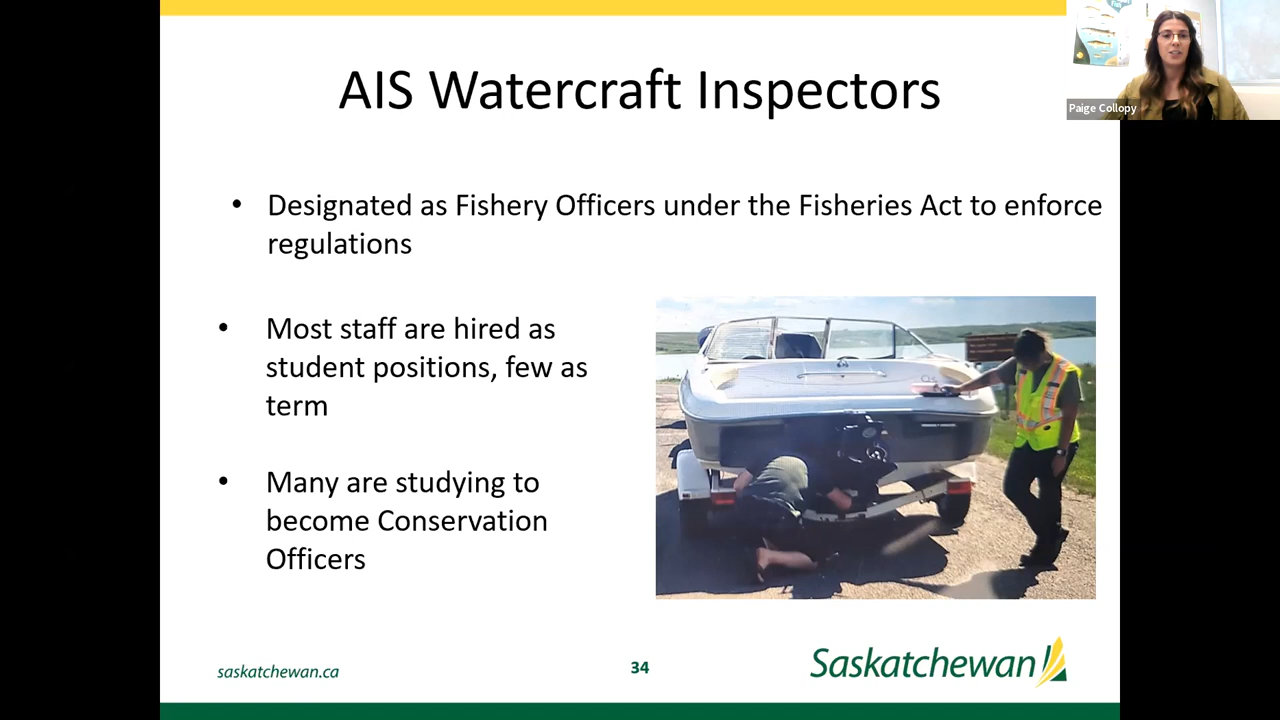 AIS Watercraft Inspectors
Paige Collopy
• Designated as Fishery Officers under the Fisheries Act to enforce
regulations
• Most staff are hired as
student positions, few as
term
• Many are studying to
become Conservation
Officers
saskatchewan.ca
34
Saskatchewan